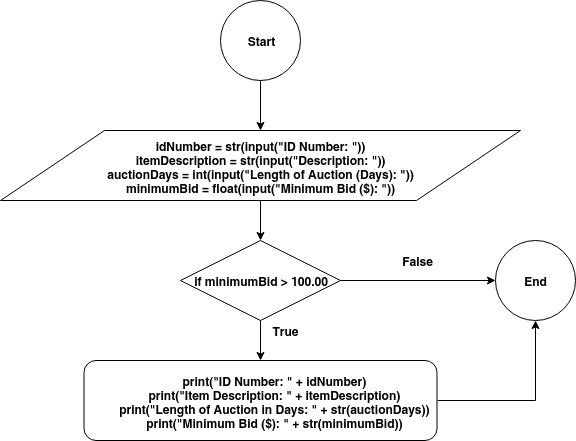 Start
idNumber = str(input("ID Number: "))
itemDescription = str(input("Description: "))
auctionDays = int(input("Length of Auction (Days): "))
minimumBid = float(input("Minimum Bid ($): "))
if minimumBid > 100.00
False
End
True
print("ID Number: " + idNumber)
print("Item Description: " + itemDescription)
print("Length of Auction in Days: " + str(auctionDays))
print("Minimum Bid ($): " + str(minimumBid))